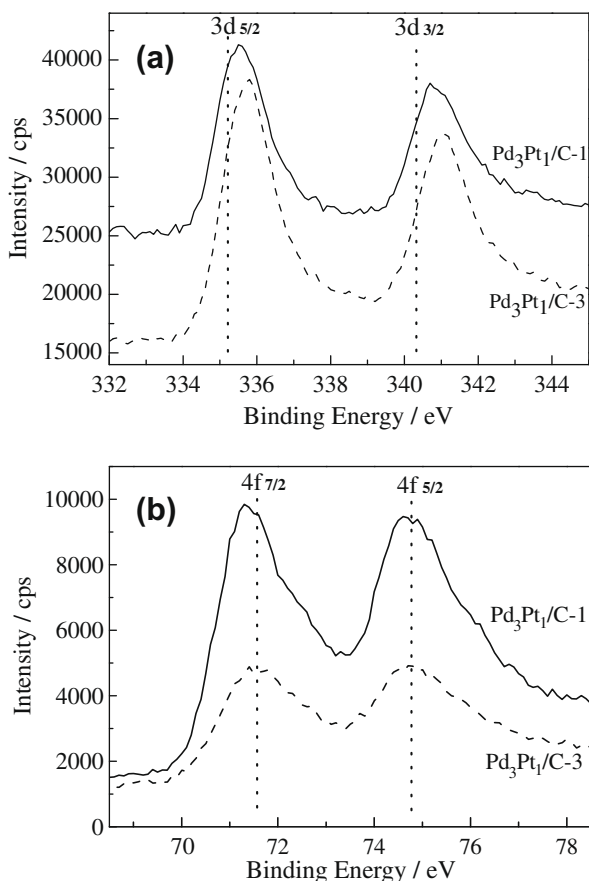 (a)
3d 5/2
3d 3/2
40000
35000
30000
25000
20000
15000
Intensity / cps
Pd3Pt1/C-1
Pd3Pt1/C-3
332 334 336 338 340 342 344
Binding Energy / eV
(b)
4f 7/2
4f 5/2
10000
8000
6000
4000
2000
0
Intensity / cps
Pd3Pt1/C-1
Pd3Pt1/C-3
70 72 74 76 78
Binding Energy / eV